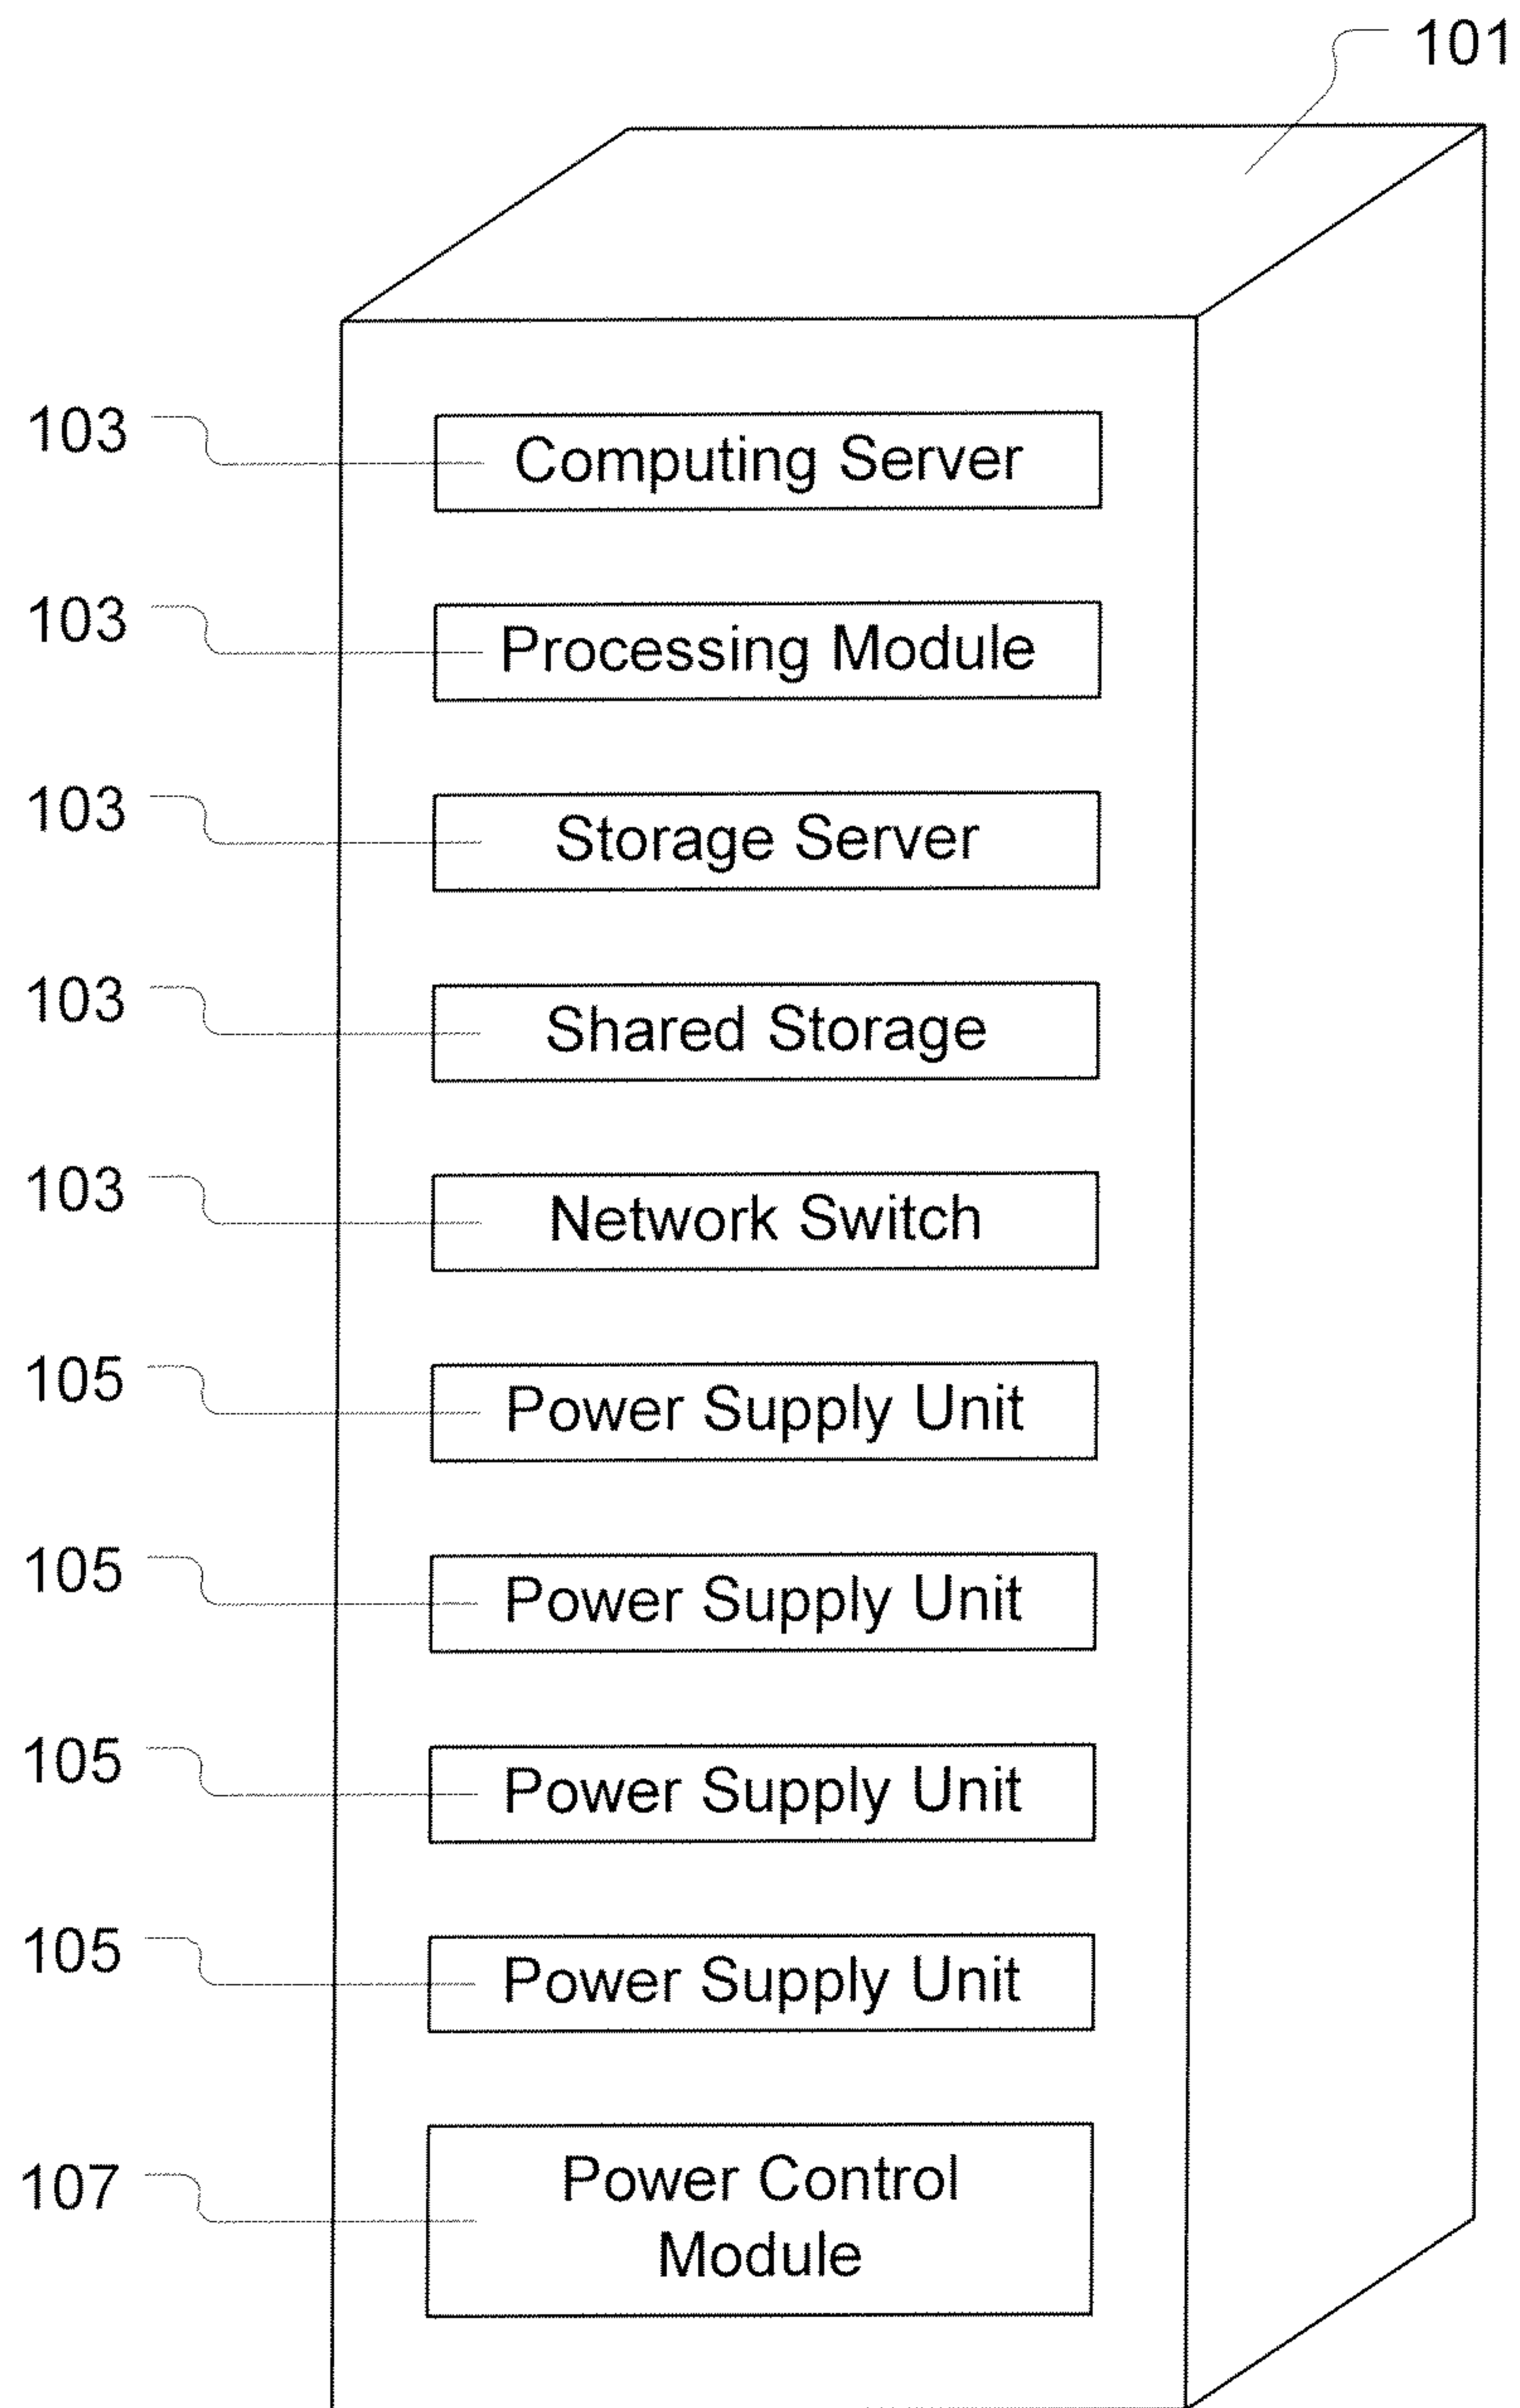 101
103 Computing Server
103 Processing Module
103 Storage Server
103 Shared Storage
103 Network Switch
105 Power Supply Unit
105 Power Supply Unit
105 Power Supply Unit
105 Power Supply Unit
107 Power Control
Module